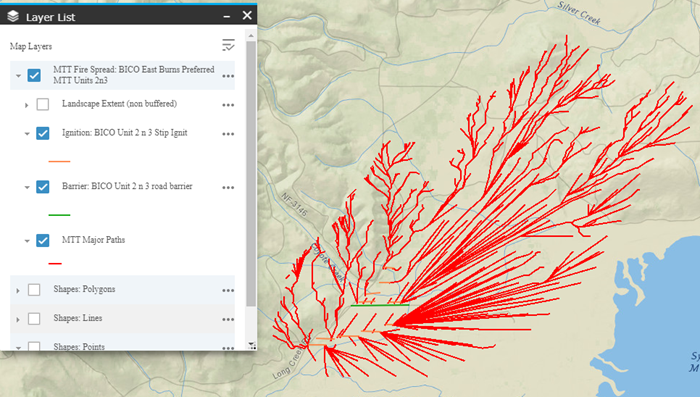 Layer List
Map Layers
MTT Fire Spread: BICO East Burns Preferred
MTT Units 2n3
Landscape Extent (non buffered)
Ignition: BICO Unit 2 n 3 Stip Ignit
Barrier: BICO Unit 2 n 3 road barrier
MTT Major Paths
Shapes: Polygons
Shapes: Lines
Shapes: Points
Silver Creek
NF-3145
Creek
Long Creek
Sy
M